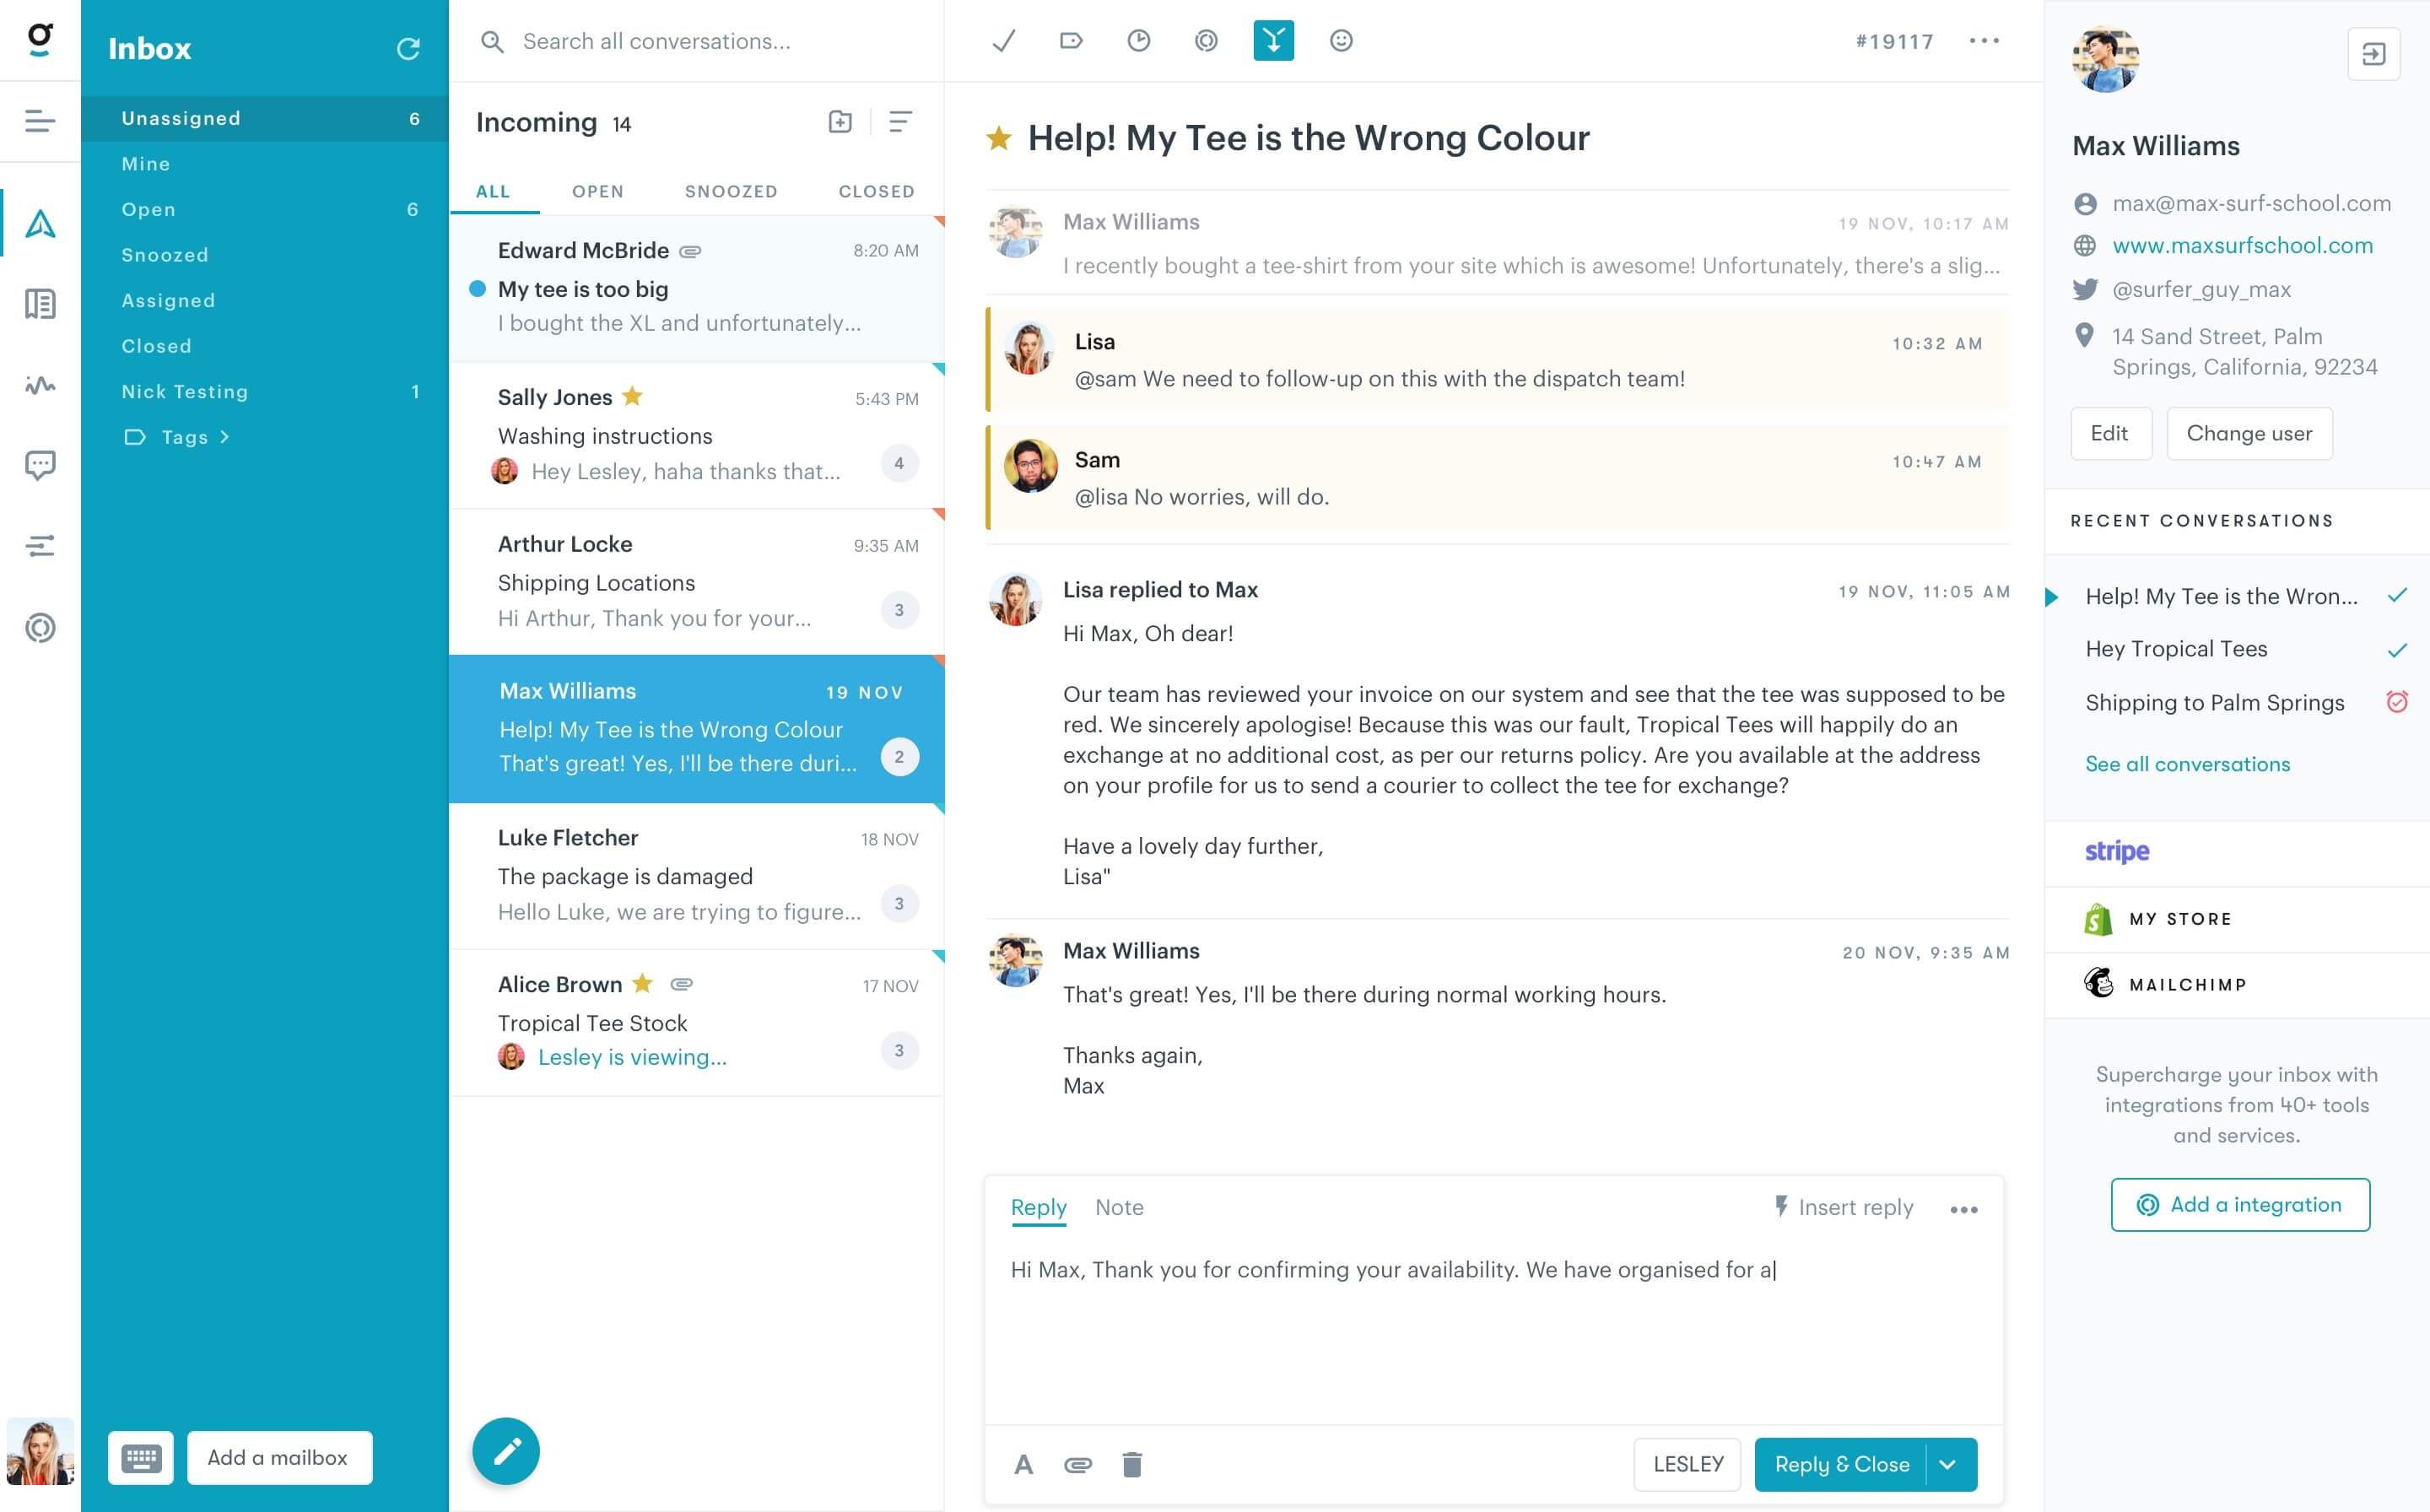 g
Inbox
Unassigned 6
Mine
Open 6
Snoozed
Assigned
Closed
Nick Testing 1
Tags
Add a mailbox
Search all conversations...
Incoming 14
ALL OPEN SNOOZED CLOSED
Edward McBride 8:20 AM
My tee is too big
I bought the XL and unfortunately...
Sally Jones 5:43 PM
Washing instructions
Hey Lesley, haha thanks that... 4
Arthur Locke 9:35 AM
Shipping Locations
Hi Arthur, Thank you for your... 3
Max Williams 19 NOV
Help! My Tee is the Wrong Colour
That's great! Yes, I'll be there duri... 2
Luke Fletcher 18 NOV
The package is damaged
Hello Luke, we are trying to figure... 3
Alice Brown 17 NOV
Tropical Tee Stock
Lesley is viewing... 3
#19117
Help! My Tee is the Wrong Colour
Max Williams 19 NOV, 10:17 AM
I recently bought a tee-shirt from your site which is awesome! Unfortunately, there's a slig...
Lisa 10:32 AM
@sam We need to follow-up on this with the dispatch team!
Sam 10:47 AM
@lisa No worries, will do.
Lisa replied to Max 19 NOV, 11:05 AM
Hi Max, Oh dear!
Our team has reviewed your invoice on our system and see that the tee was supposed to be
red. We sincerely apologise! Because this was our fault, Tropical Tees will happily do an
exchange at no additional cost, as per our returns policy. Are you available at the address
on your profile for us to send a courier to collect the tee for exchange?
Have a lovely day further,
Lisa"
Max Williams 20 NOV, 9:35 AM
That's great! Yes, I'll be there during normal working hours.
Thanks again,
Max
Reply Note Insert reply
Hi Max, Thank you for confirming your availability. We have organised for a
A LESLEY Reply & Close
Max Williams
max@max-surf-school.com
www.maxsurfschool.com
@surfer_guy_max
14 Sand Street, Palm
Springs, California, 92234
Edit Change user
RECENT CONVERSATIONS
Help! My Tee is the Wron...
Hey Tropical Tees
Shipping to Palm Springs
See all conversations
stripe
MY STORE
MAILCHIMP
Supercharge your inbox with
integrations from 40+ tools
and services.
Add a integration